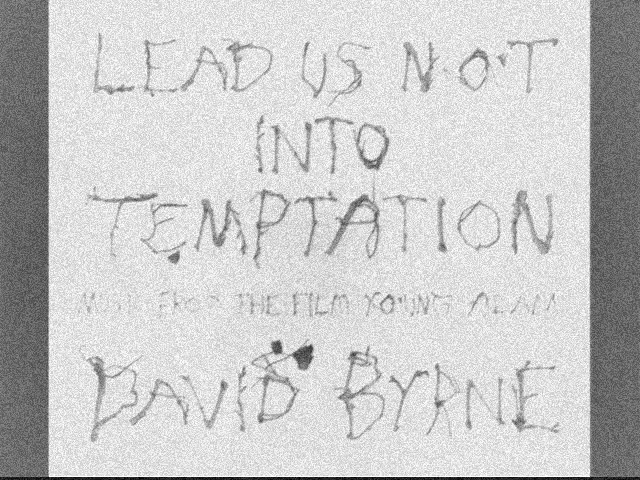 LEAD US NOT
INTO
TEMPTATION
MUSIC FROM THE FILM YOUNG ADAM
DAVID BYRNE